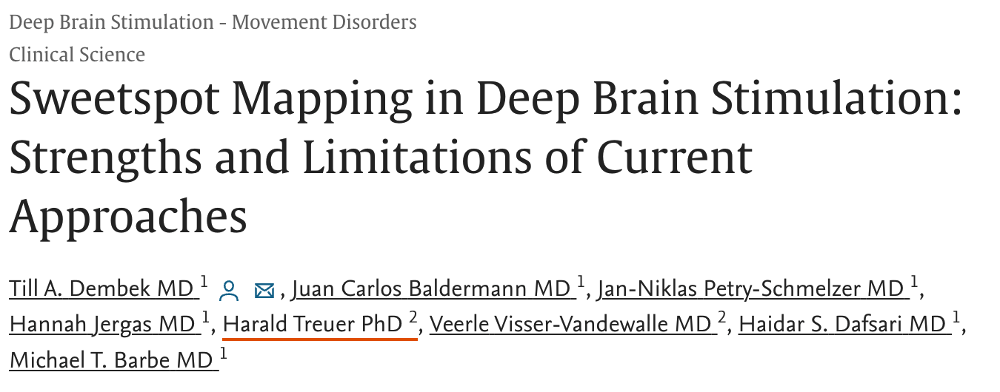 Deep Brain Stimulation - Movement Disorders
Clinical Science
Sweetspot Mapping in Deep Brain Stimulation:
Strengths and Limitations of Current
Approaches
Till A. Dembek MD 1 , Juan Carlos Baldermann MD 1, Jan-Niklas Petry-Schmelzer MD 1,
Hannah Jergas MD 1, Harald Treuer PhD 2, Veerle Visser-Vandewalle MD 2, Haidar S. Dafsari MD 1,
Michael T. Barbe MD 1